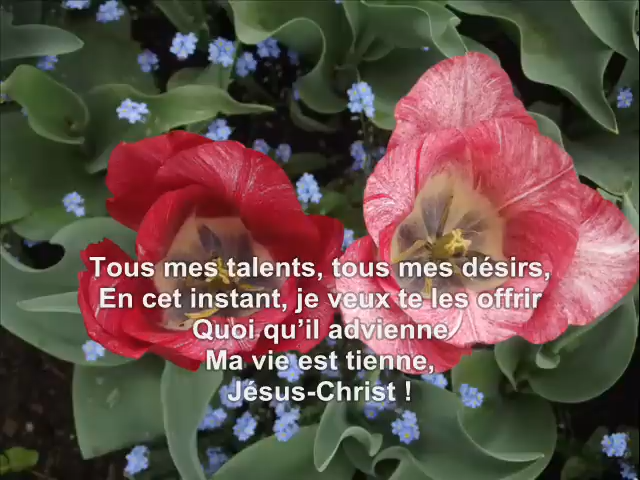 Tous mes talents, tous mes désirs,
En cet instant, je veux te les offrir
Quoi qu’il advienne
Ma vie est tienne,
Jésus-Christ !